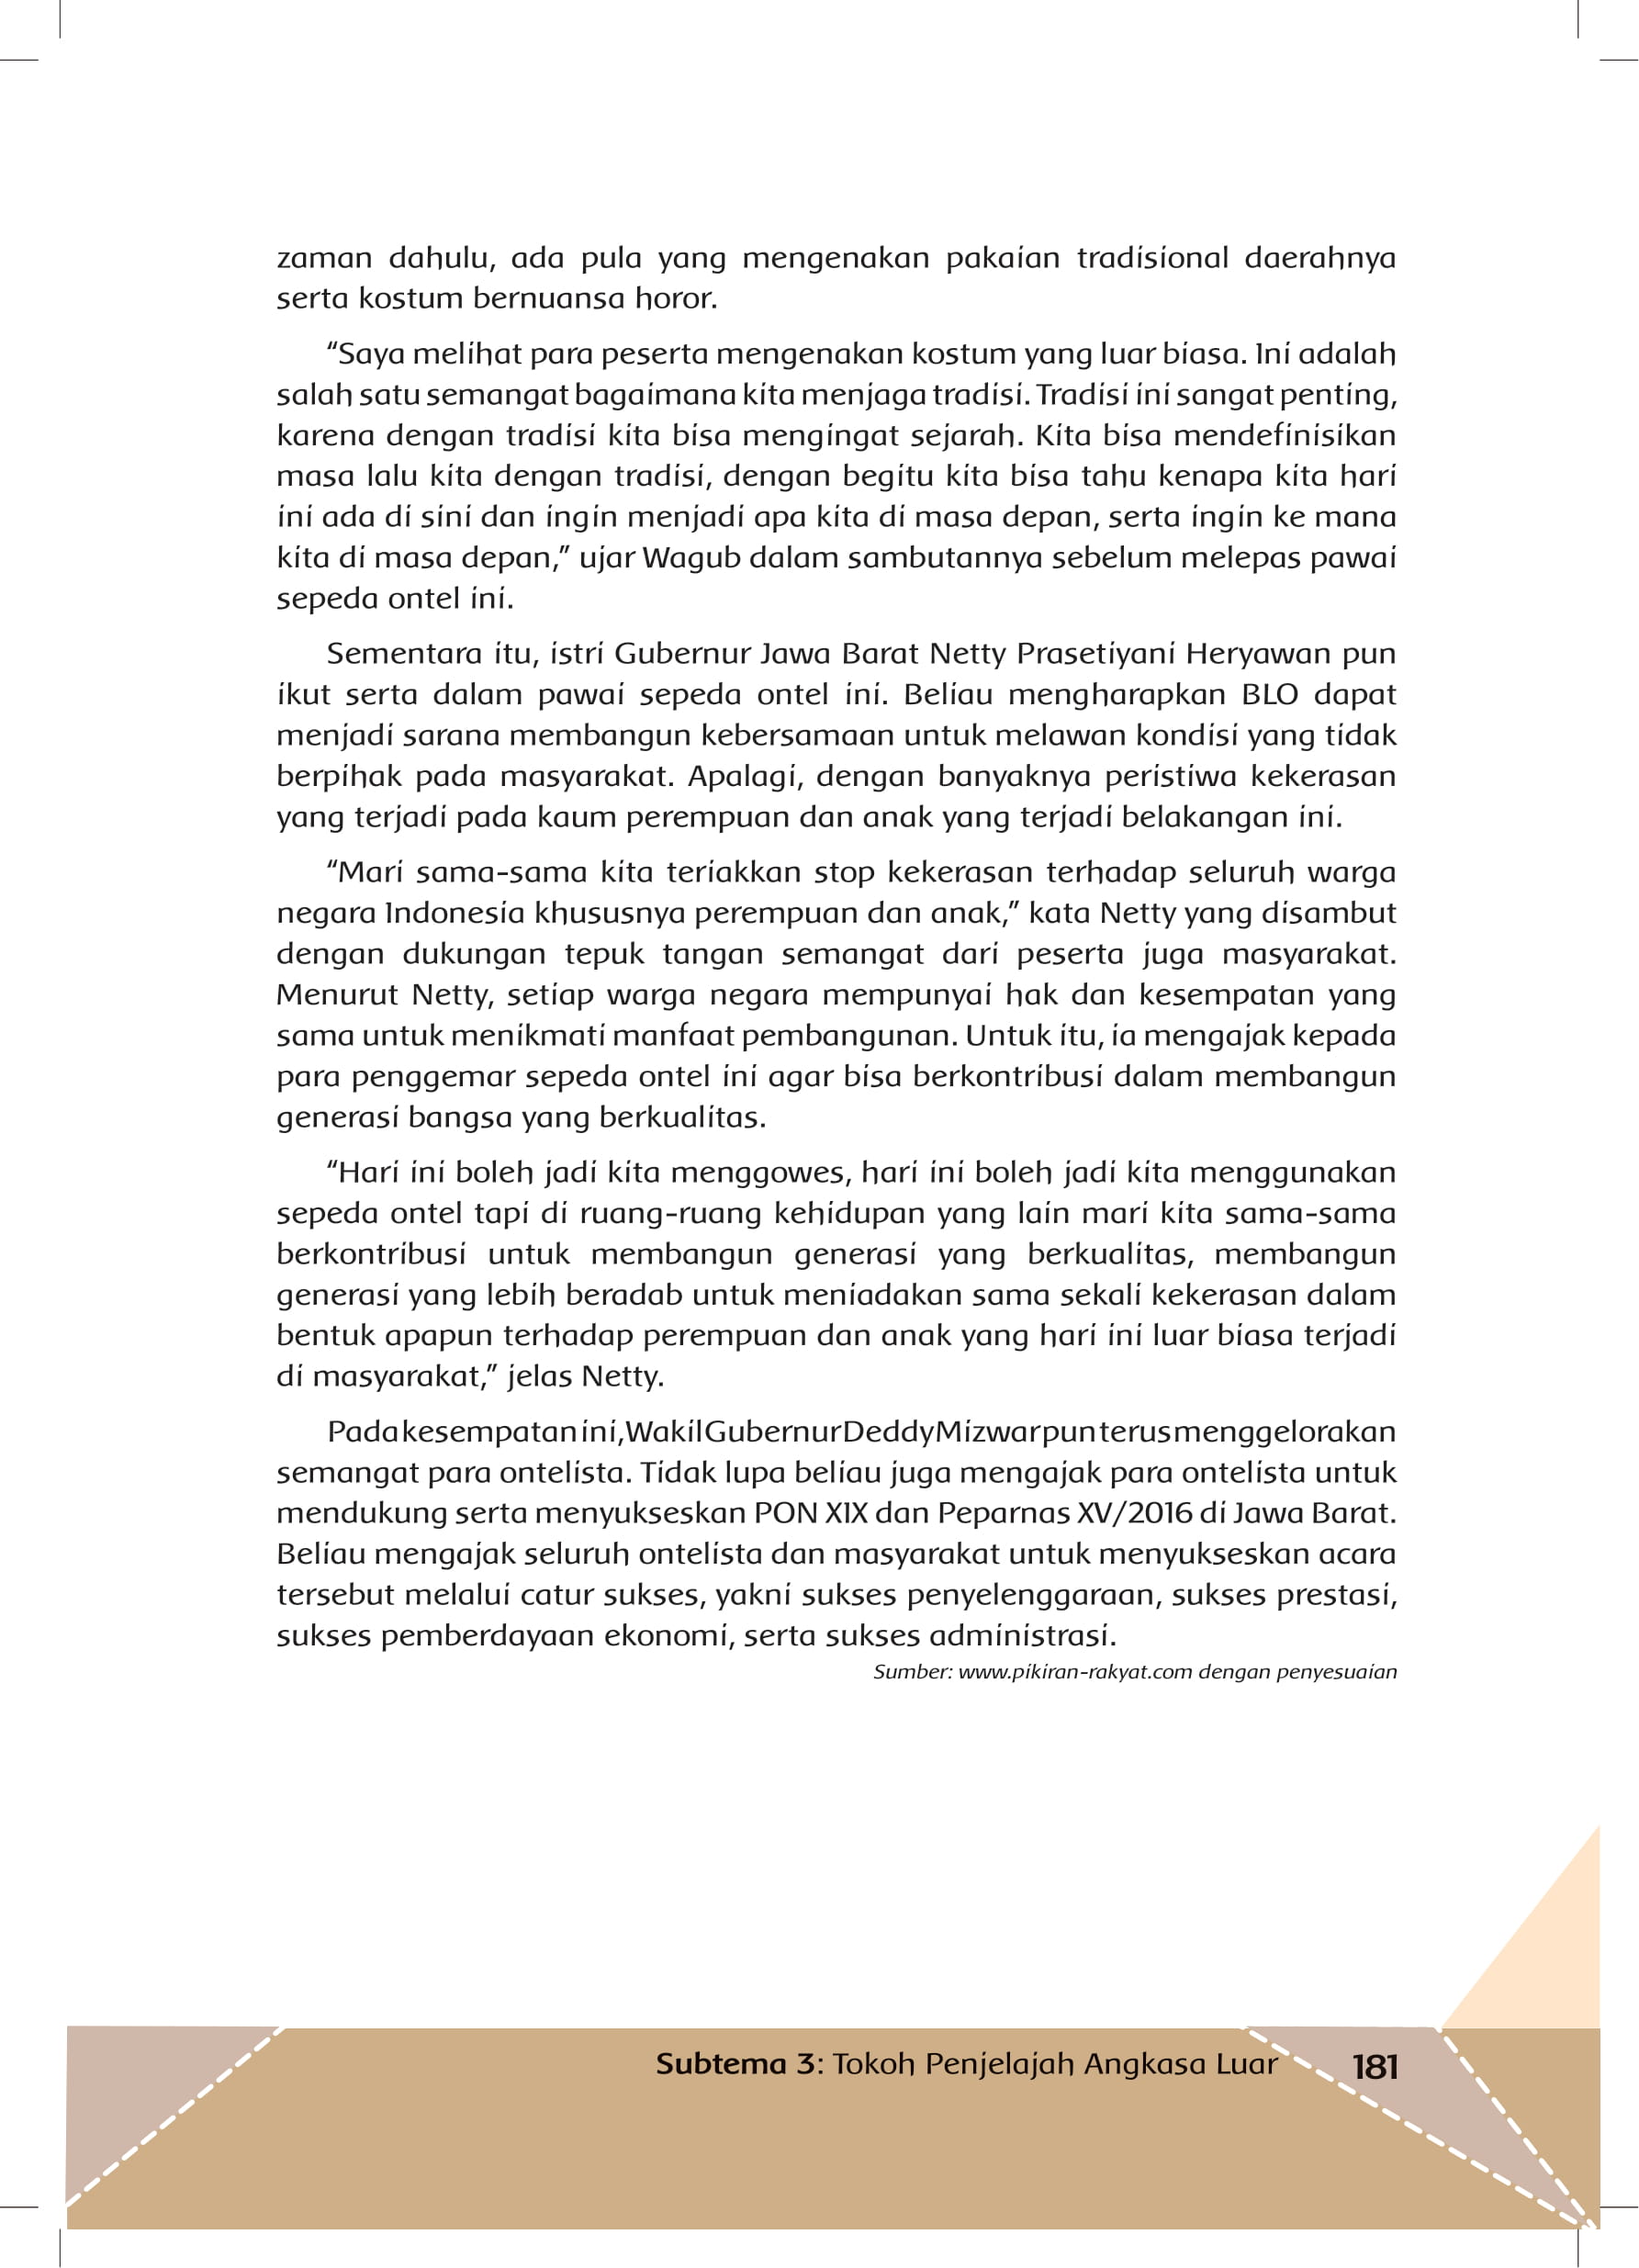 zaman dahulu, ada pula yang mengenakan pakaian tradisional daerahnya
serta kostum bernuansa horor.
“Saya melihat para peserta mengenakan kostum yang luar biasa. Ini adalah
salah satu semangat bagaimana kita menjaga tradisi. Tradisi ini sangat penting,
karena dengan tradisi kita bisa mengingat sejarah. Kita bisa mendefinisikan
masa lalu kita dengan tradisi, dengan begitu kita bisa tahu kenapa kita hari
ini ada di sini dan ingin menjadi apa kita di masa depan, serta ingin ke mana
kita di masa depan,” ujar Wagub dalam sambutannya sebelum melepas pawai
sepeda ontel ini.
Sementara itu, istri Gubernur Jawa Barat Netty Prasetiyani Heryawan pun
ikut serta dalam pawai sepeda ontel ini. Beliau mengharapkan BLO dapat
menjadi sarana membangun kebersamaan untuk melawan kondisi yang tidak
berpihak pada masyarakat. Apalagi, dengan banyaknya peristiwa kekerasan
yang terjadi pada kaum perempuan dan anak yang terjadi belakangan ini.
“Mari sama-sama kita teriakkan stop kekerasan terhadap seluruh warga
negara Indonesia khususnya perempuan dan anak,” kata Netty yang disambut
dengan dukungan tepuk tangan semangat dari peserta juga masyarakat.
Menurut Netty, setiap warga negara mempunyai hak dan kesempatan yang
sama untuk menikmati manfaat pembangunan. Untuk itu, ia mengajak kepada
para penggemar sepeda ontel ini agar bisa berkontribusi dalam membangun
generasi bangsa yang berkualitas.
“Hari ini boleh jadi kita menggowes, hari ini boleh jadi kita menggunakan
sepeda ontel tapi di ruang-ruang kehidupan yang lain mari kita sama-sama
berkontribusi untuk membangun generasi yang berkualitas, membangun
generasi yang lebih beradab untuk meniadakan sama sekali kekerasan dalam
bentuk apapun terhadap perempuan dan anak yang hari ini luar biasa terjadi
di masyarakat,” jelas Netty.
Pada kesempatan ini, Wakil Gubernur Deddy Mizwar pun terus menggelorakan
semangat para ontelista. Tidak lupa beliau juga mengajak para ontelista untuk
mendukung serta menyukseskan PON XIX dan Peparnas XV/2016 di Jawa Barat.
Beliau mengajak seluruh ontelista dan masyarakat untuk menyukseskan acara
tersebut melalui catur sukses, yakni sukses penyelenggaraan, sukses prestasi,
sukses pemberdayaan ekonomi, serta sukses administrasi.
Sumber: www.pikiran-rakyat.com dengan penyesuaian
Subtema 3: Tokoh Penjelajah Angkasa Luar 181